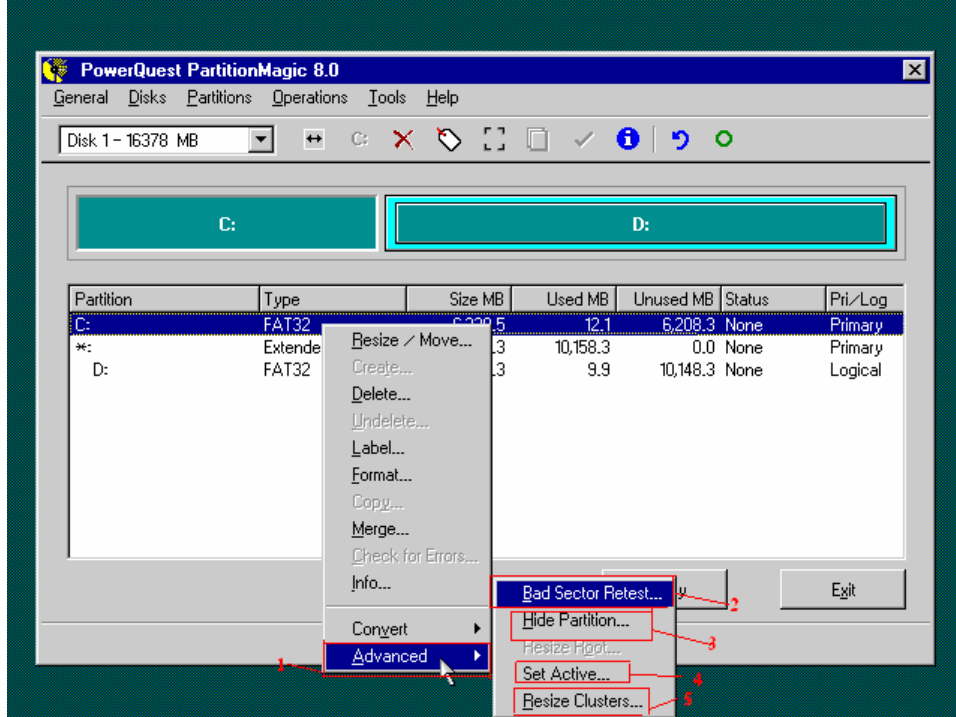 PowerQuest PartitionMagic 8.0
General Disks Partitions Operations Tools Help
Disk 1 – 16378 MB C:
C: D:
Partition Type Size MB Used MB Unused MB Status Pri/Log
C: FAT32 12.1 6,208.3 None Primary
*: Extende .3 10,158.3 0.0 None Primary
D: FAT32 .3 9.9 10,148.3 None Logical
Resize / Move...
Create...
Delete...
Undelete...
Label...
Format...
Copy...
Merge...
Check for Errors...
Info...
Convert
Advanced
1
Bad Sector Retest...
2
Hide Partition...
3
Resize Root...
Set Active...
4
Resize Clusters...
5
Exit